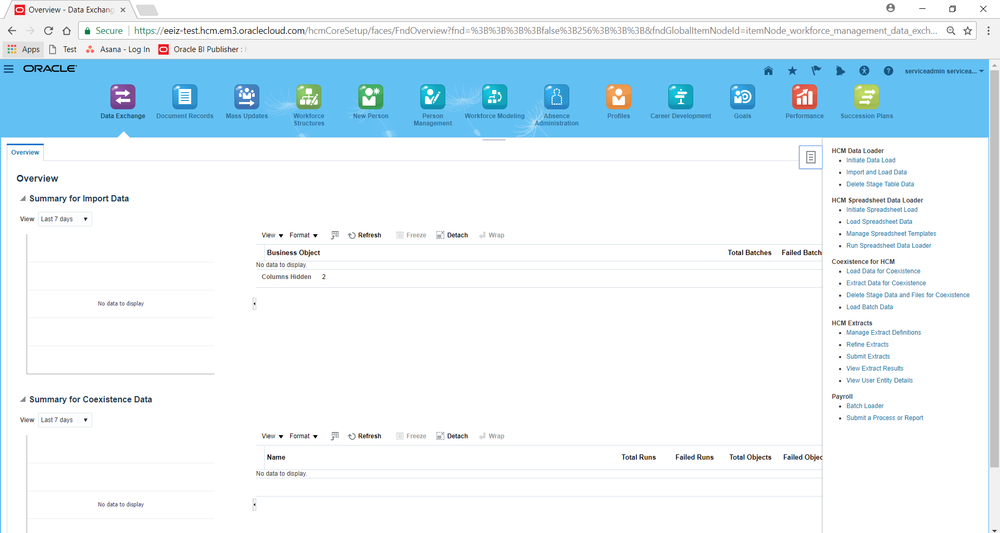 Overview - Data Exchang
Secure
https://eeiz-test.hcm.em3.oraclecloud.com/hcmCoreSetup/faces/FndOverview?fnd=%3B%3B%3B%3Bfalse%3B256%3B%3B%3B&fndGlobalItemNodeId=itemNode_workforce_management_data_exch...
Apps
Test
Asana - Log In
Oracle BI Publisher :
ORACLE
serviceadmin servicea...
Data Exchange
Document Records
Mass Updates
Workforce
Structures
New Person
Person
Management
Workforce Modeling
Absence
Administration
Profiles
Career Development
Goals
Performance
Succession Plans
Overview
Overview
Summary for Import Data
View Last 7 days
No data to display
View Format Refresh Freeze Detach Wrap
Business Object Total Batches Failed Batch
No data to display.
Columns Hidden 2
Summary for Coexistence Data
View Last 7 days
No data to display
View Format Refresh Freeze Detach Wrap
Name Total Runs Failed Runs Total Objects Failed Objec
No data to display.
HCM Data Loader
Initiate Data Load
Import and Load Data
Delete Stage Table Data
HCM Spreadsheet Data Loader
Initiate Spreadsheet Load
Load Spreadsheet Data
Manage Spreadsheet Templates
Run Spreadsheet Data Loader
Coexistence for HCM
Load Data for Coexistence
Extract Data for Coexistence
Delete Stage Data and Files for Coexistence
Load Batch Data
HCM Extracts
Manage Extract Definitions
Refine Extracts
Submit Extracts
View Extract Results
View User Entity Details
Payroll
Batch Loader
Submit a Process or Report